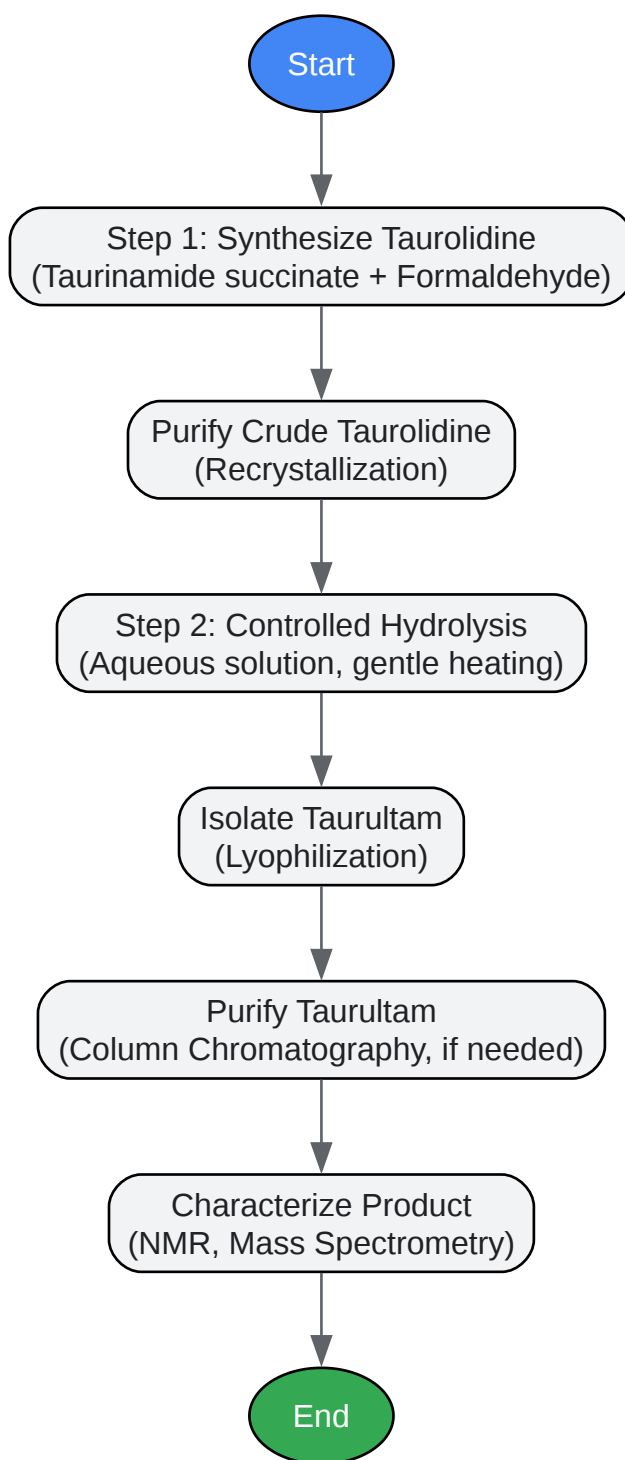 Start
Step 1: Synthesize Taurolidine
(Taurinamide succinate + Formaldehyde)
Purify Crude Taurolidine
(Recrystallization)
Step 2: Controlled Hydrolysis
(Aqueous solution, gentle heating)
Isolate Taurultam
(Lyophilization)
Purify Taurultam
(Column Chromatography, if needed)
Characterize Product
(NMR, Mass Spectrometry)
End